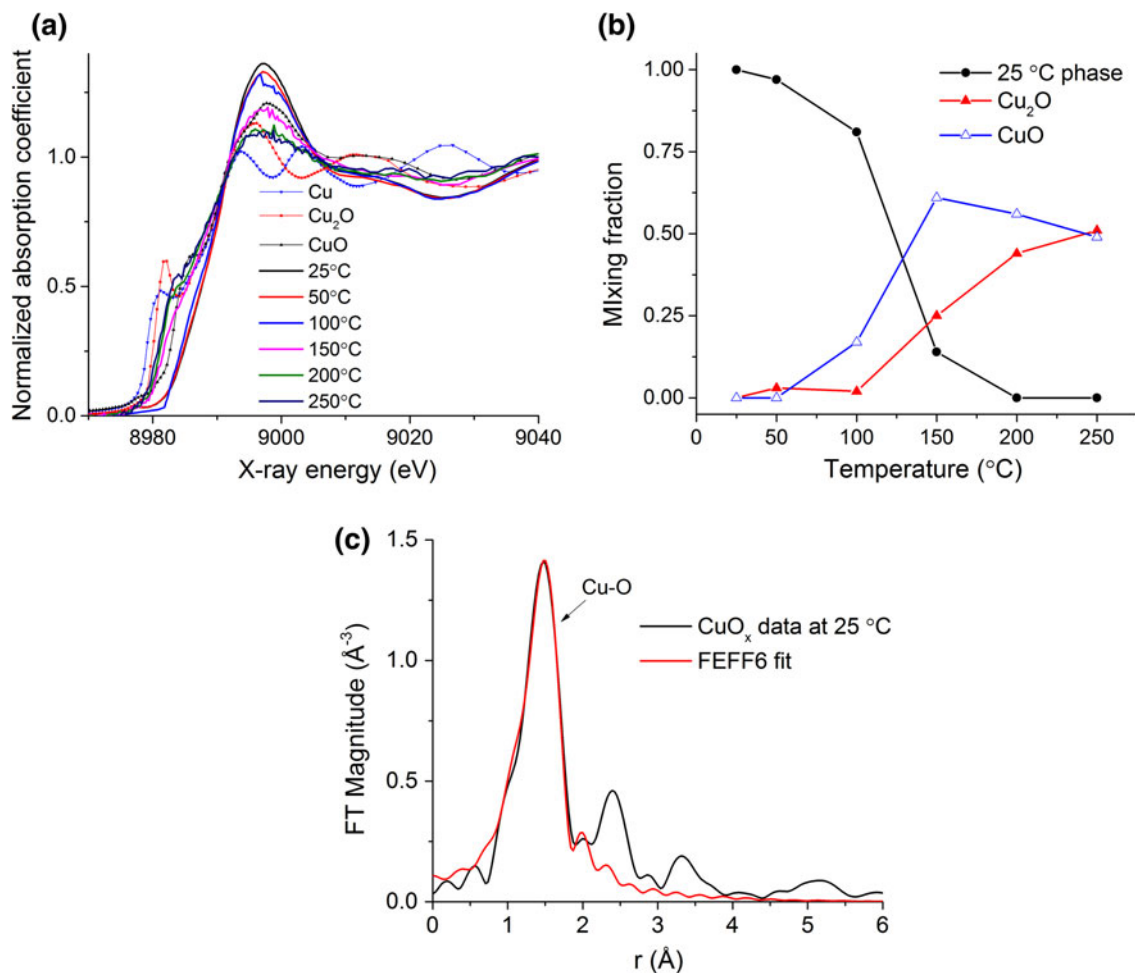 (a)
Normalized absorption coefficient
1.0
0.5
0.0
Cu
Cu₂O
CuO
25°C
50°C
100°C
150°C
200°C
250°C
8980
9000
9020
9040
X-ray energy (eV)
(b)
MIxing fraction
1.00
0.75
0.50
0.25
0.00
25 °C phase
Cu₂O
CuO
0
50
100
150
200
250
Temperature (°C)
(c)
FT Magnitude (Å⁻³)
1.5
1.0
0.5
0.0
Cu-O
CuOₓ data at 25 °C
FEFF6 fit
0
1
2
3
4
5
6
r (Å)